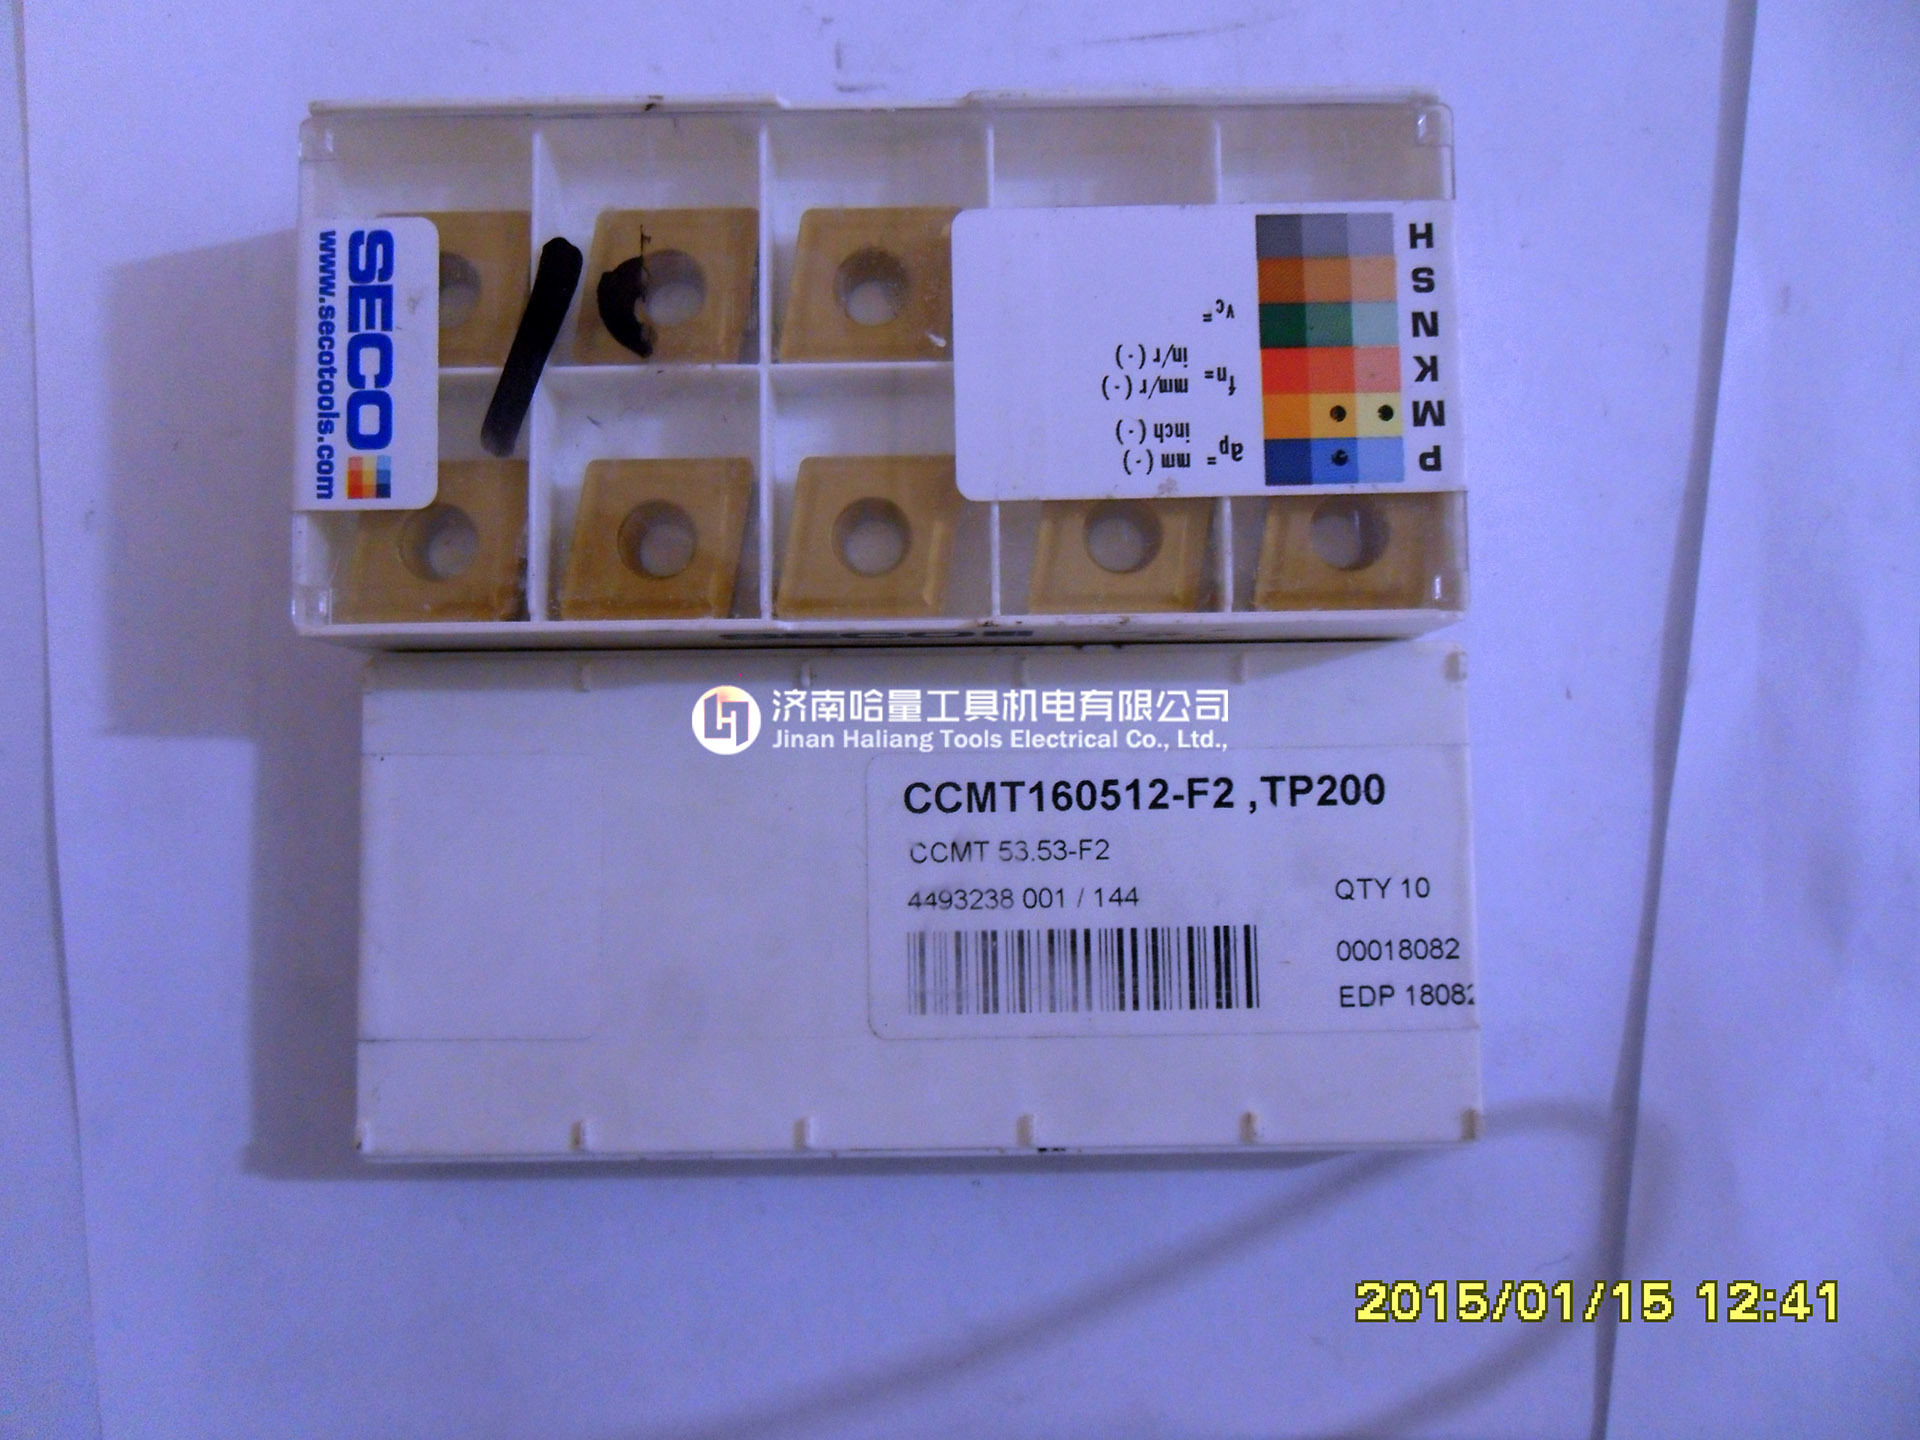 SECO
www.secotools.com
H
S
N
K
M
P
vc=
in/r (-)
fn= mm/r (-)
inch (-)
ap= mm (-)
济南哈量工具机电有限公司
Jinan Haliang Tools Electrical Co., Ltd.,
CCMT160512-F2 ,TP200
CCMT 53.53-F2
4493238 001 / 144
QTY 10
00018082
EDP 18082
2015/01/15 12:41